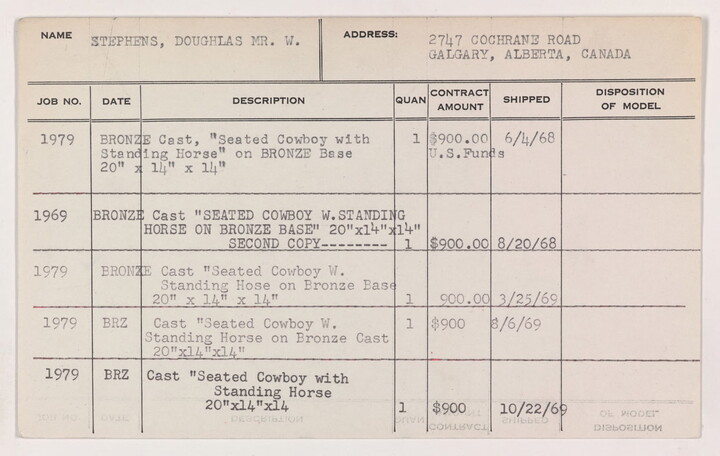 NAME STEPHENS, DOUGHLAS MR. W. ADDRESS: 2747 COCHRANE ROAD
GALGARY, ALBERTA, CANADA
JOB NO. DATE DESCRIPTION QUAN CONTRACT AMOUNT SHIPPED DISPOSITION OF MODEL
1979 BRONZE Cast, "Seated Cowboy with 1 $900.00 6/4/68
Standing Horse" on BRONZE Base U.S.Funds
20" x 14" x 14"
1969 BRONZE Cast "SEATED COWBOY W.STANDING
HORSE ON BRONZE BASE" 20"x14"x14"
SECOND COPY-------- 1 $900.00 8/20/68
1979 BRONZE Cast "Seated Cowboy W.
Standing Hose on Bronze Base
20" x 14" x 14" 1 900.00 3/25/69
1979 BRZ Cast "Seated Cowboy W. 1 $900 8/6/69
Standing Horse on Bronze Cast
20"x14"x14"
1979 BRZ Cast "Seated Cowboy with
Standing Horse
20"x14"x14 1 $900 10/22/69